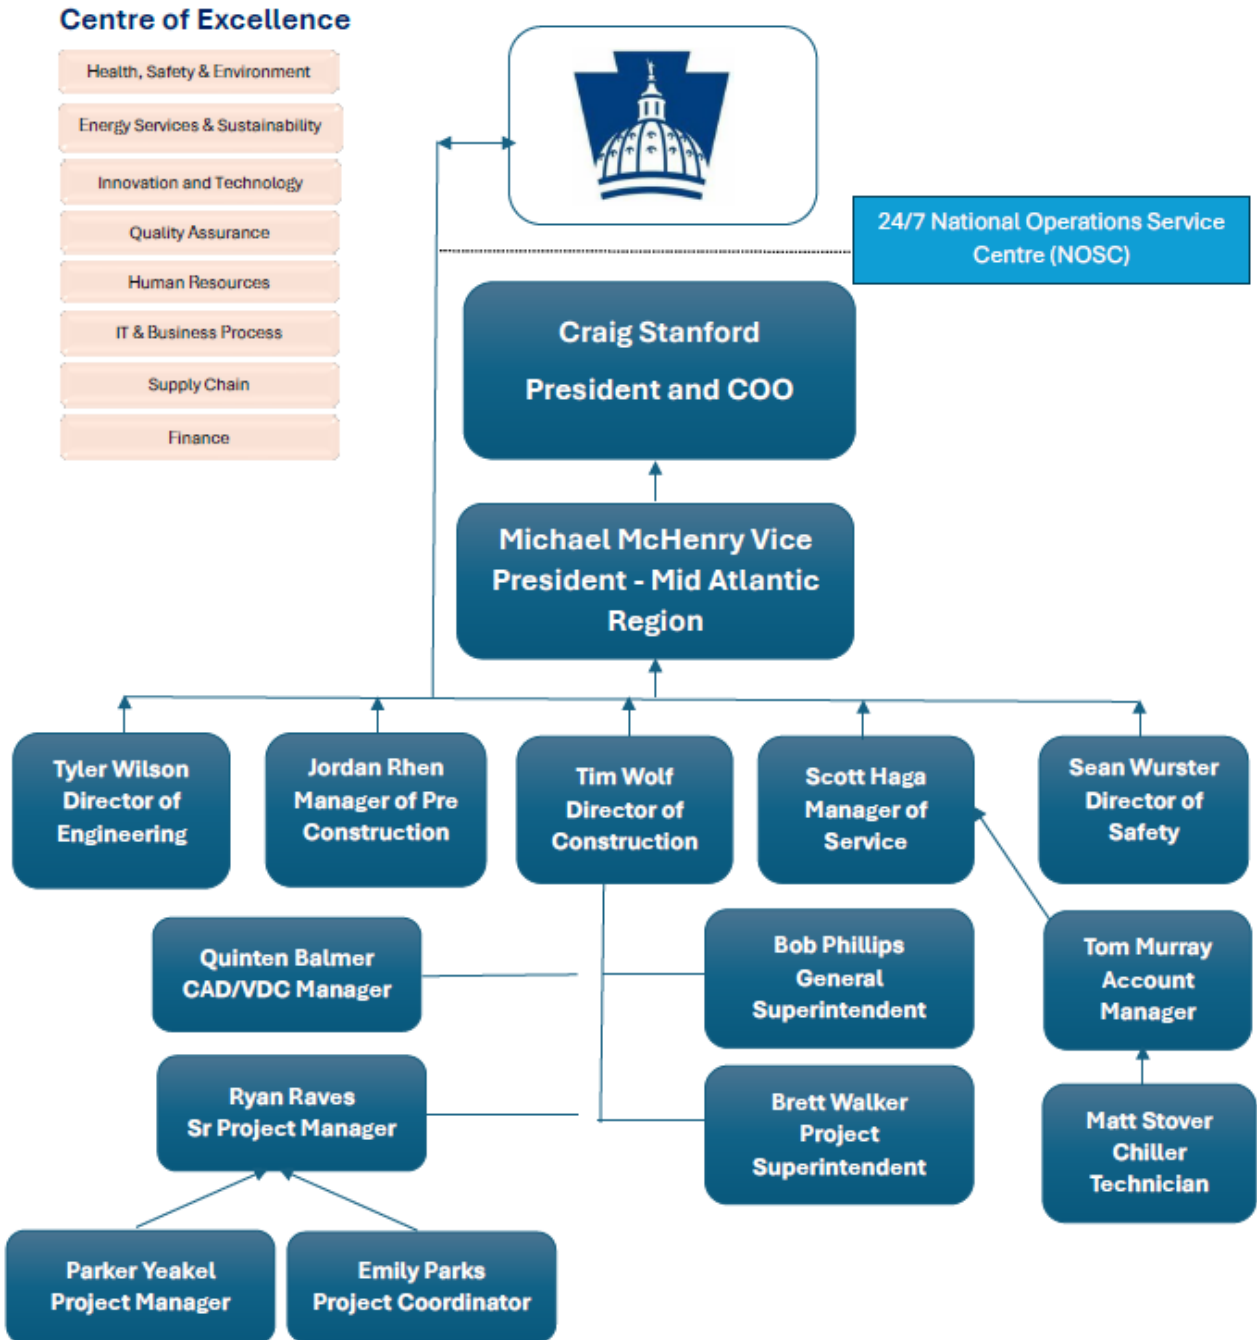 Centre of Excellence
Health, Safety & Environment
Energy Services & Sustainability
Innovation and Technology
Quality Assurance
Human Resources
IT & Business Process
Supply Chain
Finance
24/7 National Operations Service
Centre (NOSC)
Craig Stanford
President and COO
Michael McHenry Vice
President - Mid Atlantic
Region
Tyler Wilson
Director of
Engineering
Jordan Rhen
Manager of Pre
Construction
Tim Wolf
Director of
Construction
Scott Haga
Manager of
Service
Sean Wurster
Director of
Safety
Quinten Balmer
CAD/VDC Manager
Bob Phillips
General
Superintendent
Tom Murray
Account
Manager
Ryan Raves
Sr Project Manager
Brett Walker
Project
Superintendent
Matt Stover
Chiller
Technician
Parker Yeakel
Project Manager
Emily Parks
Project Coordinator